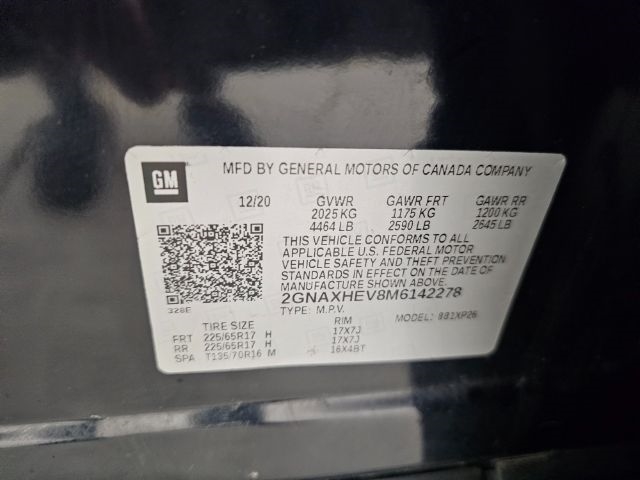 GM
MFD BY GENERAL MOTORS OF CANADA COMPANY
12/20 GVWR GAWR FRT GAWR RR
2025 KG 1175 KG 1200 KG
4464 LB 2590 LB 2645 LB
THIS VEHICLE CONFORMS TO ALL
APPLICABLE U.S. FEDERAL MOTOR
VEHICLE SAFETY AND THEFT PREVENTION
STANDARDS IN EFFECT ON THE DATE OF
MANUFACTURE SHOWN ABOVE.
2GNAXHEV8M6142278
328E
TYPE: M.P.V. MODEL: 881XP26
TIRE SIZE RIM
FRT 225/65R17 H 17X7J
RR 225/65R17 H 17X7J
SPA T135/70R16 M 16X4BT